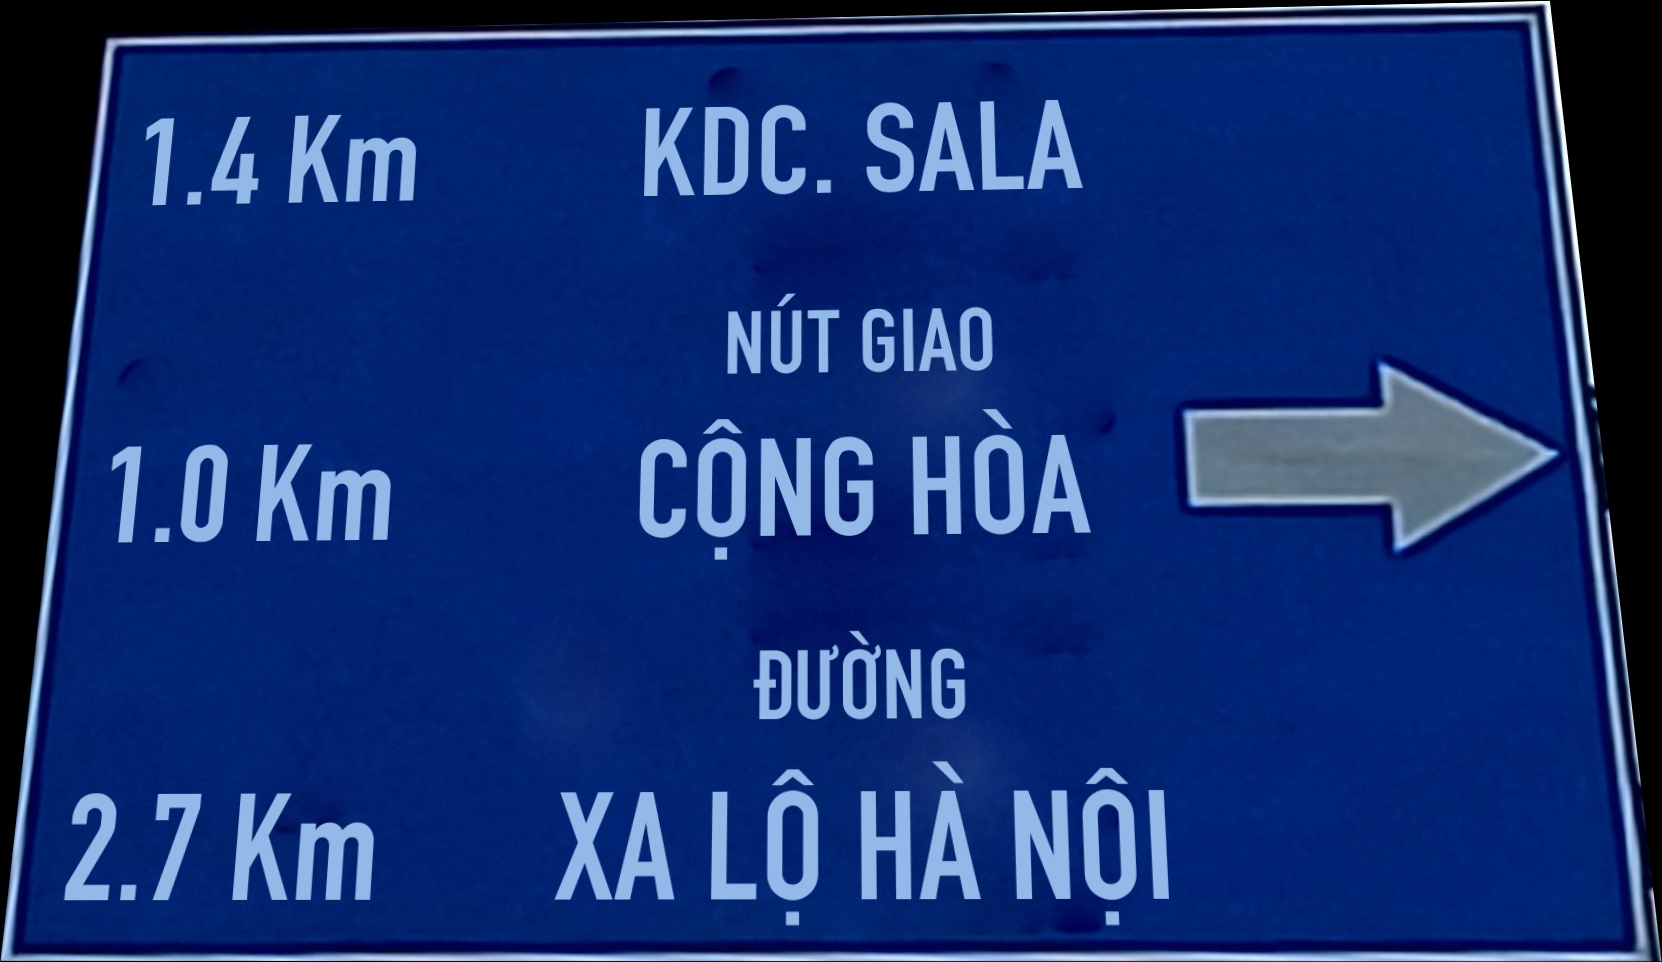 1.4 Km KDC. SALA
NÚT GIAO
1.0 Km CỘNG HÒA
ĐƯỜNG
2.7 Km XA LỘ HÀ NỘI